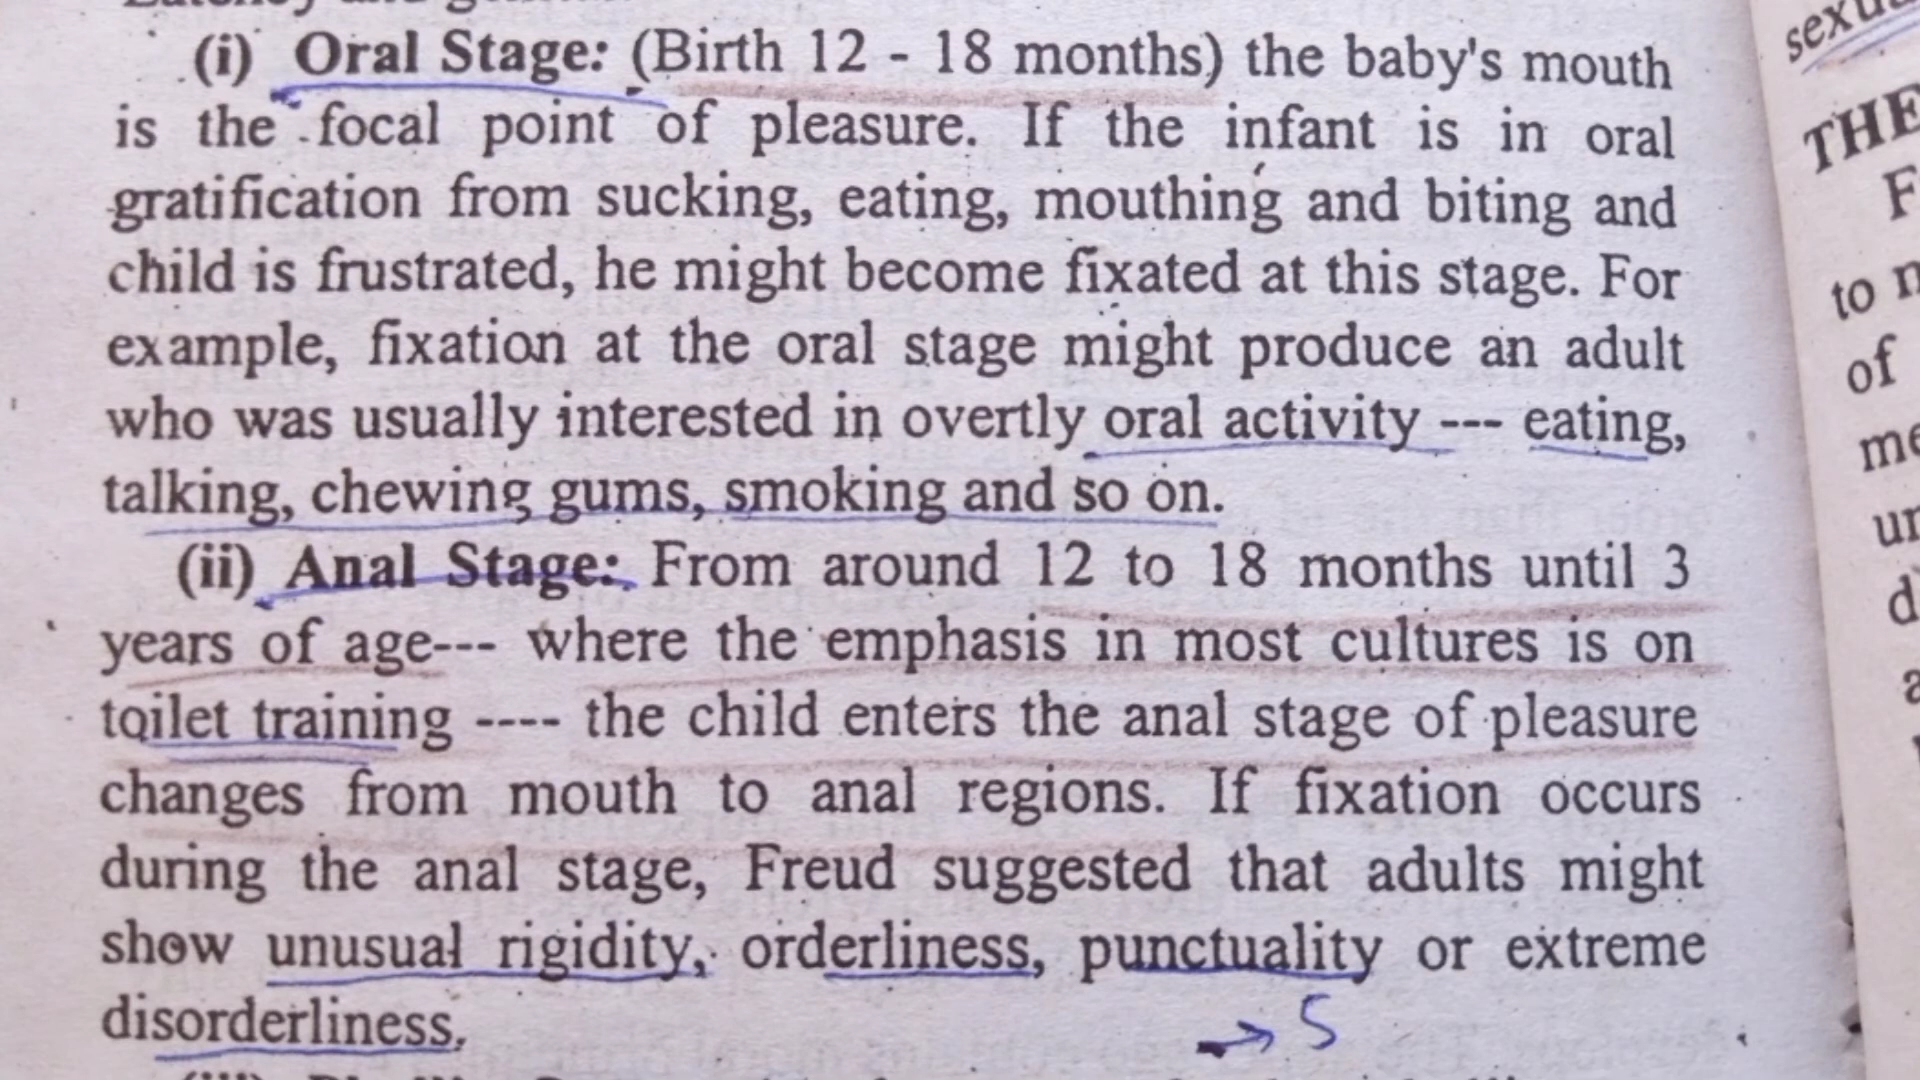 (i) Oral Stage: (Birth 12 - 18 months) the baby's mouth
is the focal point of pleasure. If the infant is in oral
gratification from sucking, eating, mouthing and biting and
child is frustrated, he might become fixated at this stage. For
example, fixation at the oral stage might produce an adult
who was usually interested in overtly oral activity --- eating,
talking, chewing gums, smoking and so on.
(ii) Anal Stage: From around 12 to 18 months until 3
years of age--- where the emphasis in most cultures is on
toilet training ---- the child enters the anal stage of pleasure
changes from mouth to anal regions. If fixation occurs
during the anal stage, Freud suggested that adults might
show unusual rigidity, orderliness, punctuality or extreme
disorderliness.
→ 5
THE
to
of